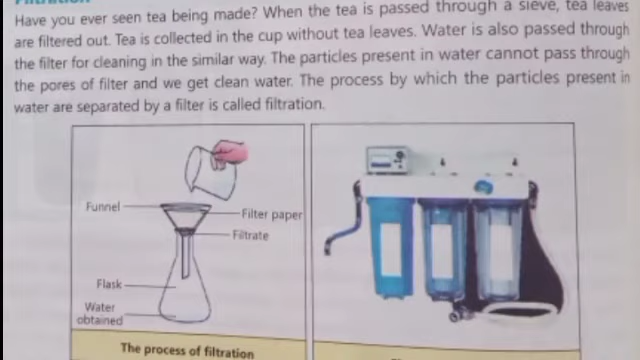 Filtration
Have you ever seen tea being made? When the tea is passed through a sieve, tea leaves
are filtered out. Tea is collected in the cup without tea leaves. Water is also passed through
the filter for cleaning in the similar way. The particles present in water cannot pass through
the pores of filter and we get clean water. The process by which the particles present in
water are separated by a filter is called filtration.
Funnel
Filter paper
Filtrate
Flask
Water
obtained
The process of filtration